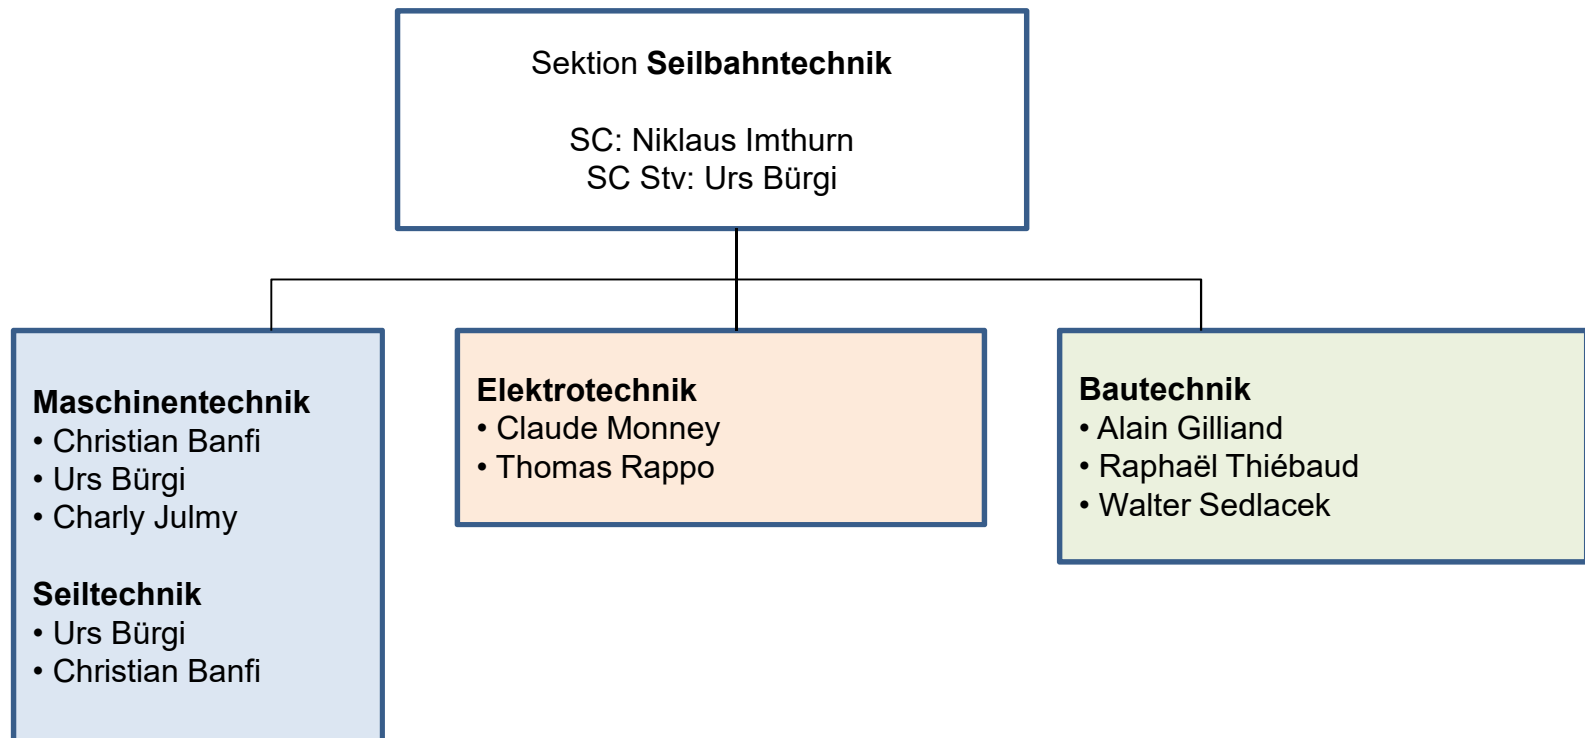 Sektion Seilbahntechnik
SC: Niklaus Imthurn
SC Stv: Urs Bürgi
Maschinentechnik
• Christian Banfi
• Urs Bürgi
• Charly Julmy
Seiltechnik
• Urs Bürgi
• Christian Banfi
Elektrotechnik
• Claude Monney
• Thomas Rappo
Bautechnik
• Alain Gilliand
• Raphaël Thiébaud
• Walter Sedlacek